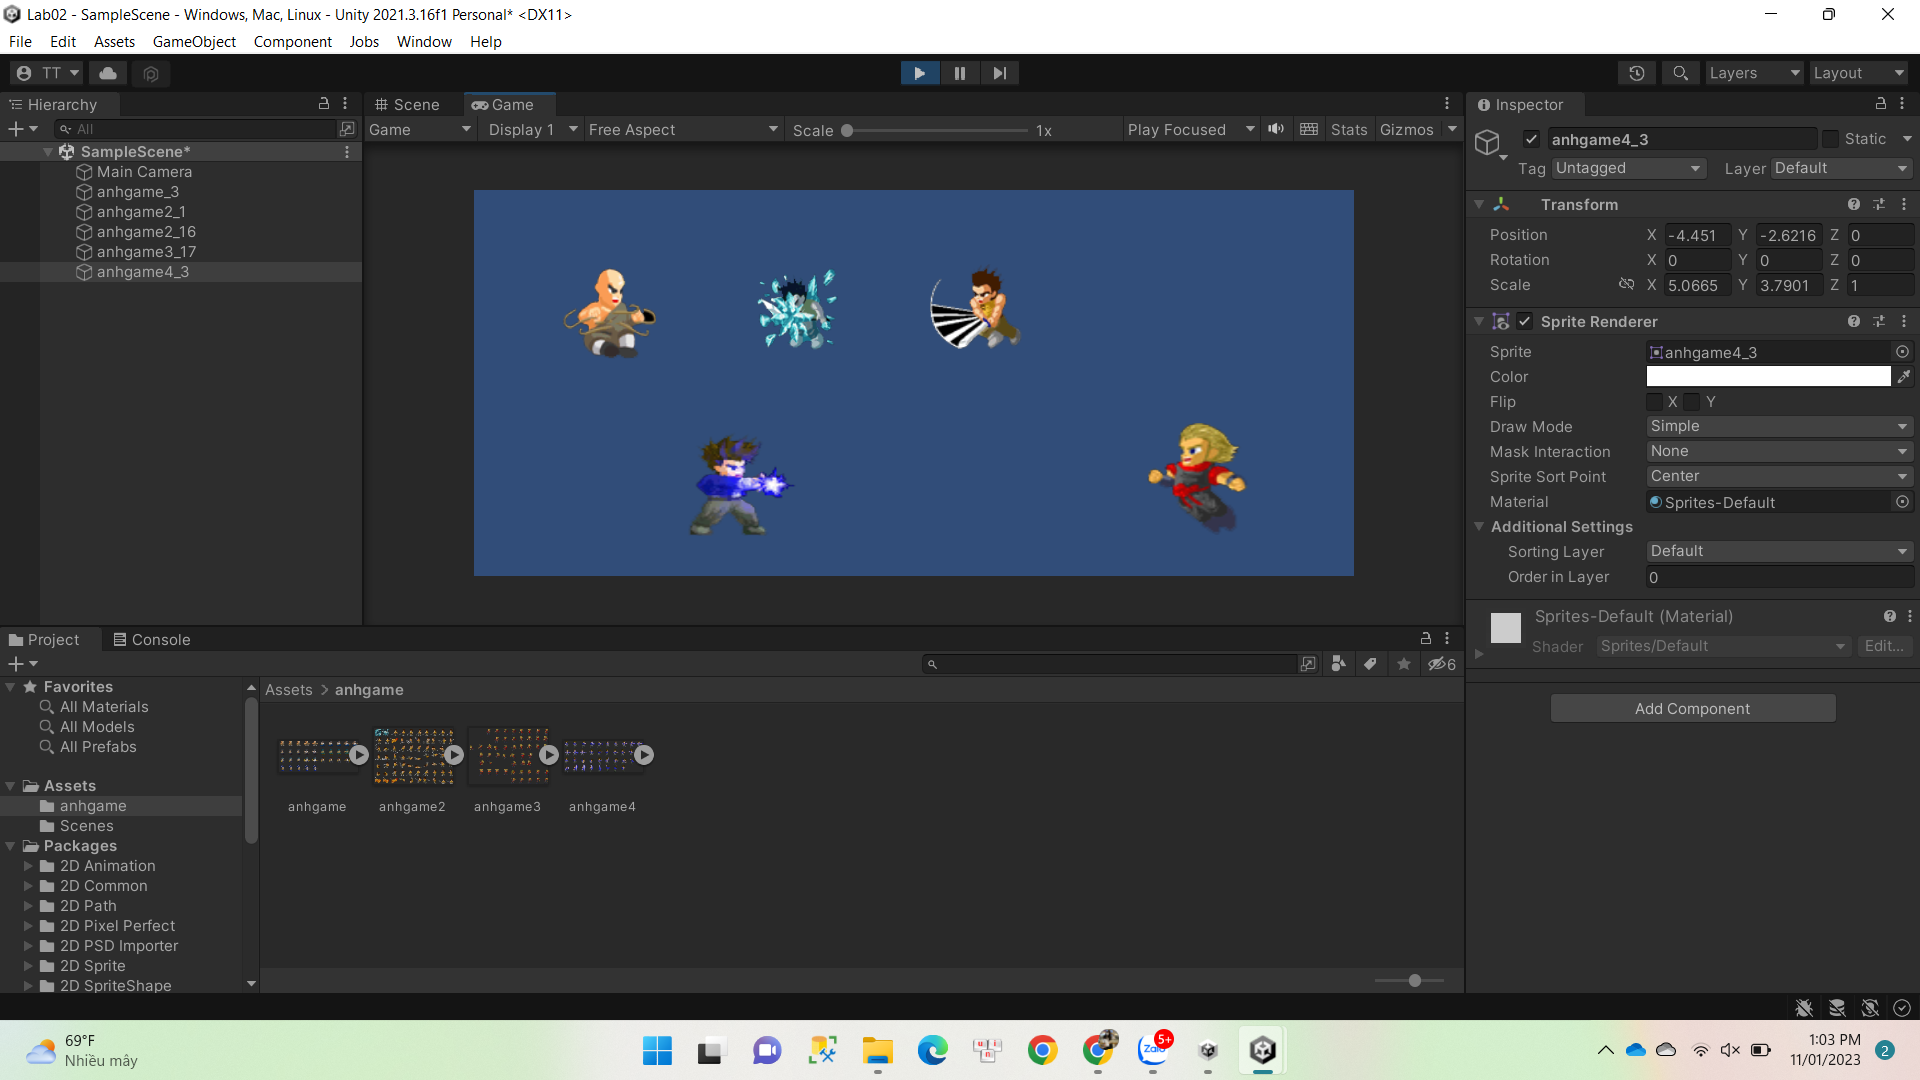 Lab02 - SampleScene - Windows, Mac, Linux - Unity 2021.3.16f1 Personal* <DX11>
File Edit Assets GameObject Component Jobs Window Help
TT Layers Layout
Hierarchy
All
SampleScene*
Main Camera
anhgame_3
anhgame2_1
anhgame2_16
anhgame3_17
anhgame4_3
Scene Game
Game Display 1 Free Aspect Scale 1x Play Focused Stats Gizmos
Inspector
anhgame4_3 Static
Tag Untagged Layer Default
Transform
Position X -4.451 Y -2.6216 Z 0
Rotation X 0 Y 0 Z 0
Scale X 5.0665 Y 3.7901 Z 1
Sprite Renderer
Sprite anhgame4_3
Color
Flip X Y
Draw Mode Simple
Mask Interaction None
Sprite Sort Point Center
Material Sprites-Default
Additional Settings
Sorting Layer Default
Order in Layer 0
Sprites-Default (Material)
Shader Sprites/Default Edit...
Add Component
Project Console
6
Favorites
All Materials
All Models
All Prefabs
Assets
anhgame
Scenes
Packages
2D Animation
2D Common
2D Path
2D Pixel Perfect
2D PSD Importer
2D Sprite
2D SpriteShape
Assets > anhgame
anhgame anhgame2 anhgame3 anhgame4
69°F
Nhiều mây
Zalo 5+
1:03 PM
11/01/2023
2